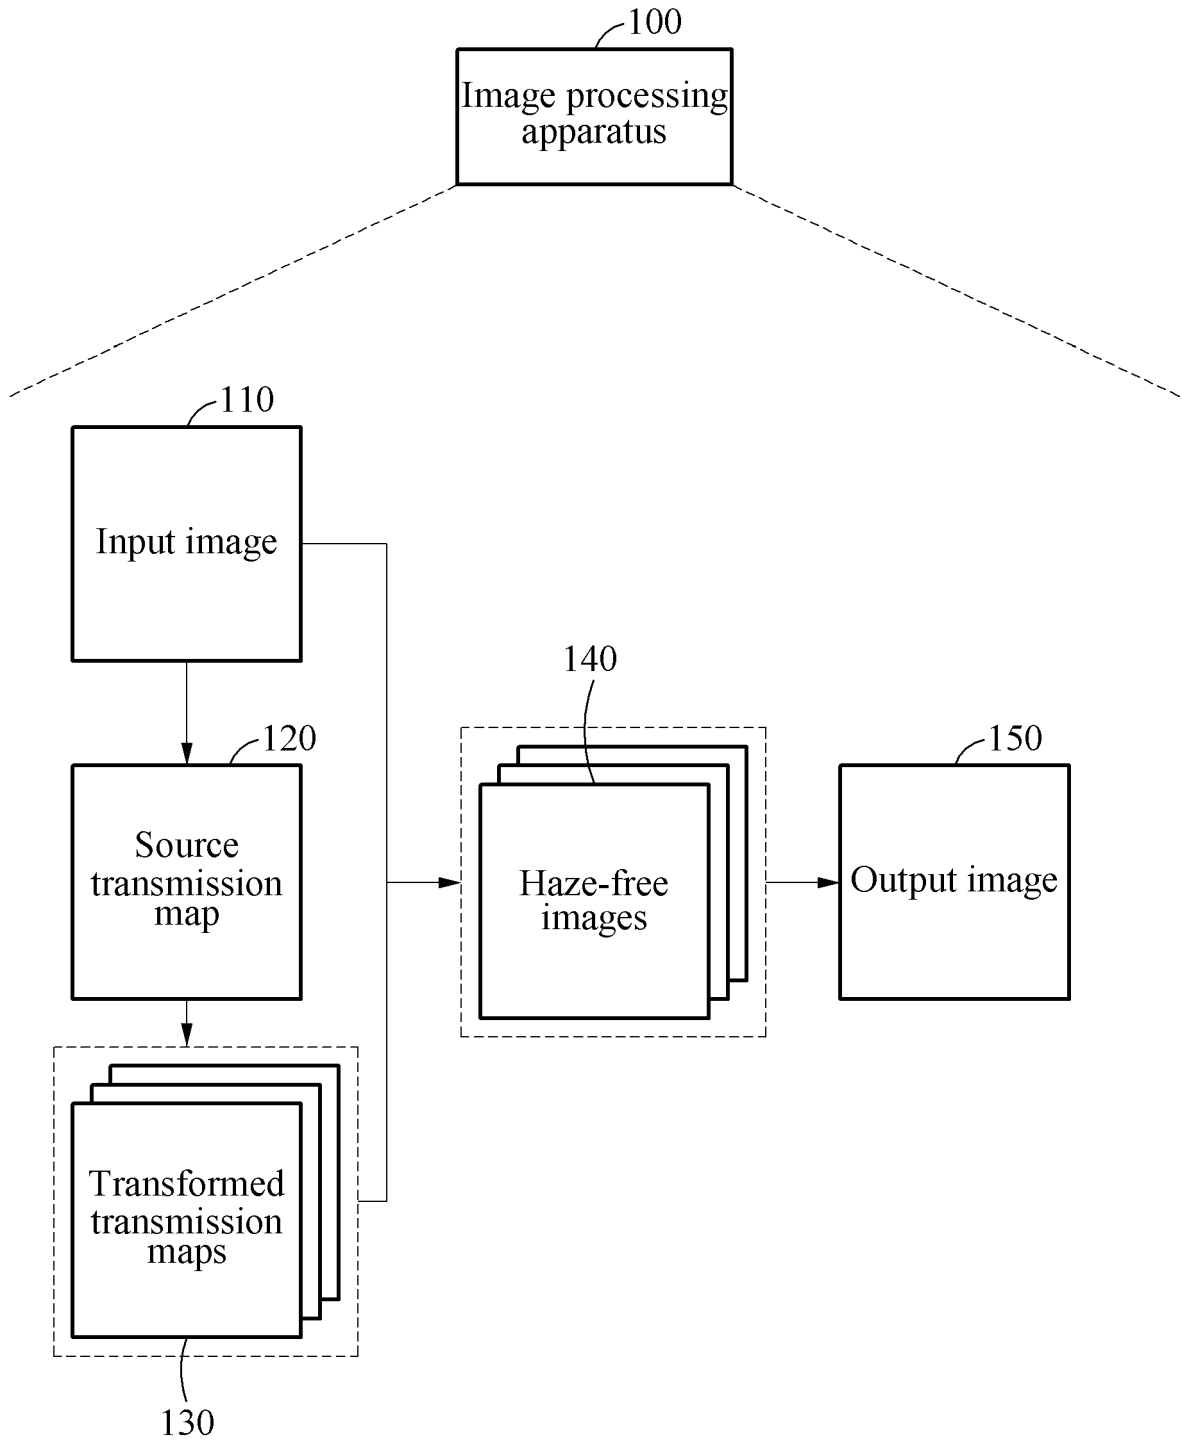 100
Image processing
apparatus
110
Input image
120
Source
transmission
map
130
Transformed
transmission
maps
140
Haze-free
images
150
Output image